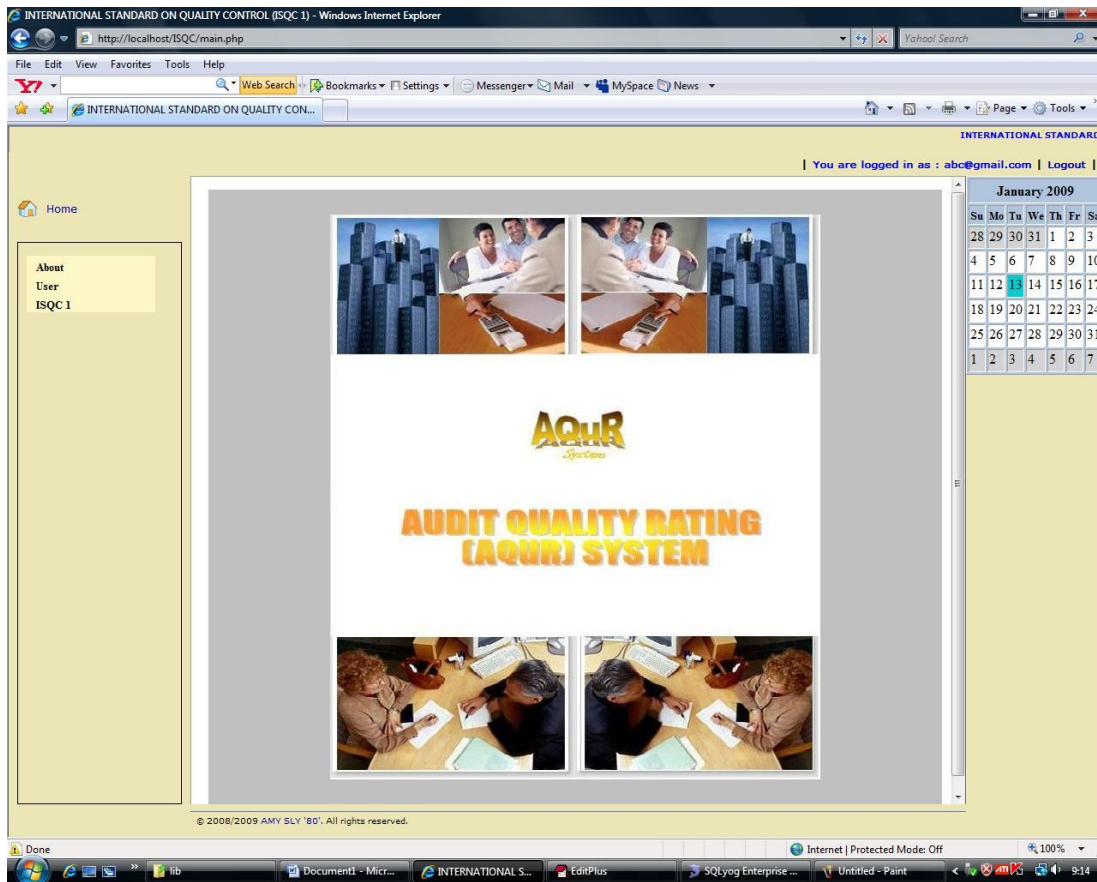 INTERNATIONAL STANDARD ON QUALITY CONTROL (ISQC 1) - Windows Internet Explorer
http://localhost/ISQC/main.php
Yahoo! Search
File Edit View Favorites Tools Help
Y! Web Search Bookmarks Settings Messenger Mail MySpace News
INTERNATIONAL STANDARD ON QUALITY CON...
Page Tools
INTERNATIONAL STANDARD
| You are logged in as : abc@gmail.com | Logout |
Home
About
User
ISQC 1
January 2009
Su Mo Tu We Th Fr Sa
28 29 30 31 1 2 3
4 5 6 7 8 9 10
11 12 13 14 15 16 17
18 19 20 21 22 23 24
25 26 27 28 29 30 31
1 2 3 4 5 6 7
AQuR
System
AUDIT QUALITY RATING
(AQUR) SYSTEM
© 2008/2009 AMY SLY '80'. All rights reserved.
Done
Internet | Protected Mode: Off
100%
lib
Document1 - Micr...
INTERNATIONAL S...
EditPlus
SQLyog Enterprise ...
Untitled - Paint
9:14